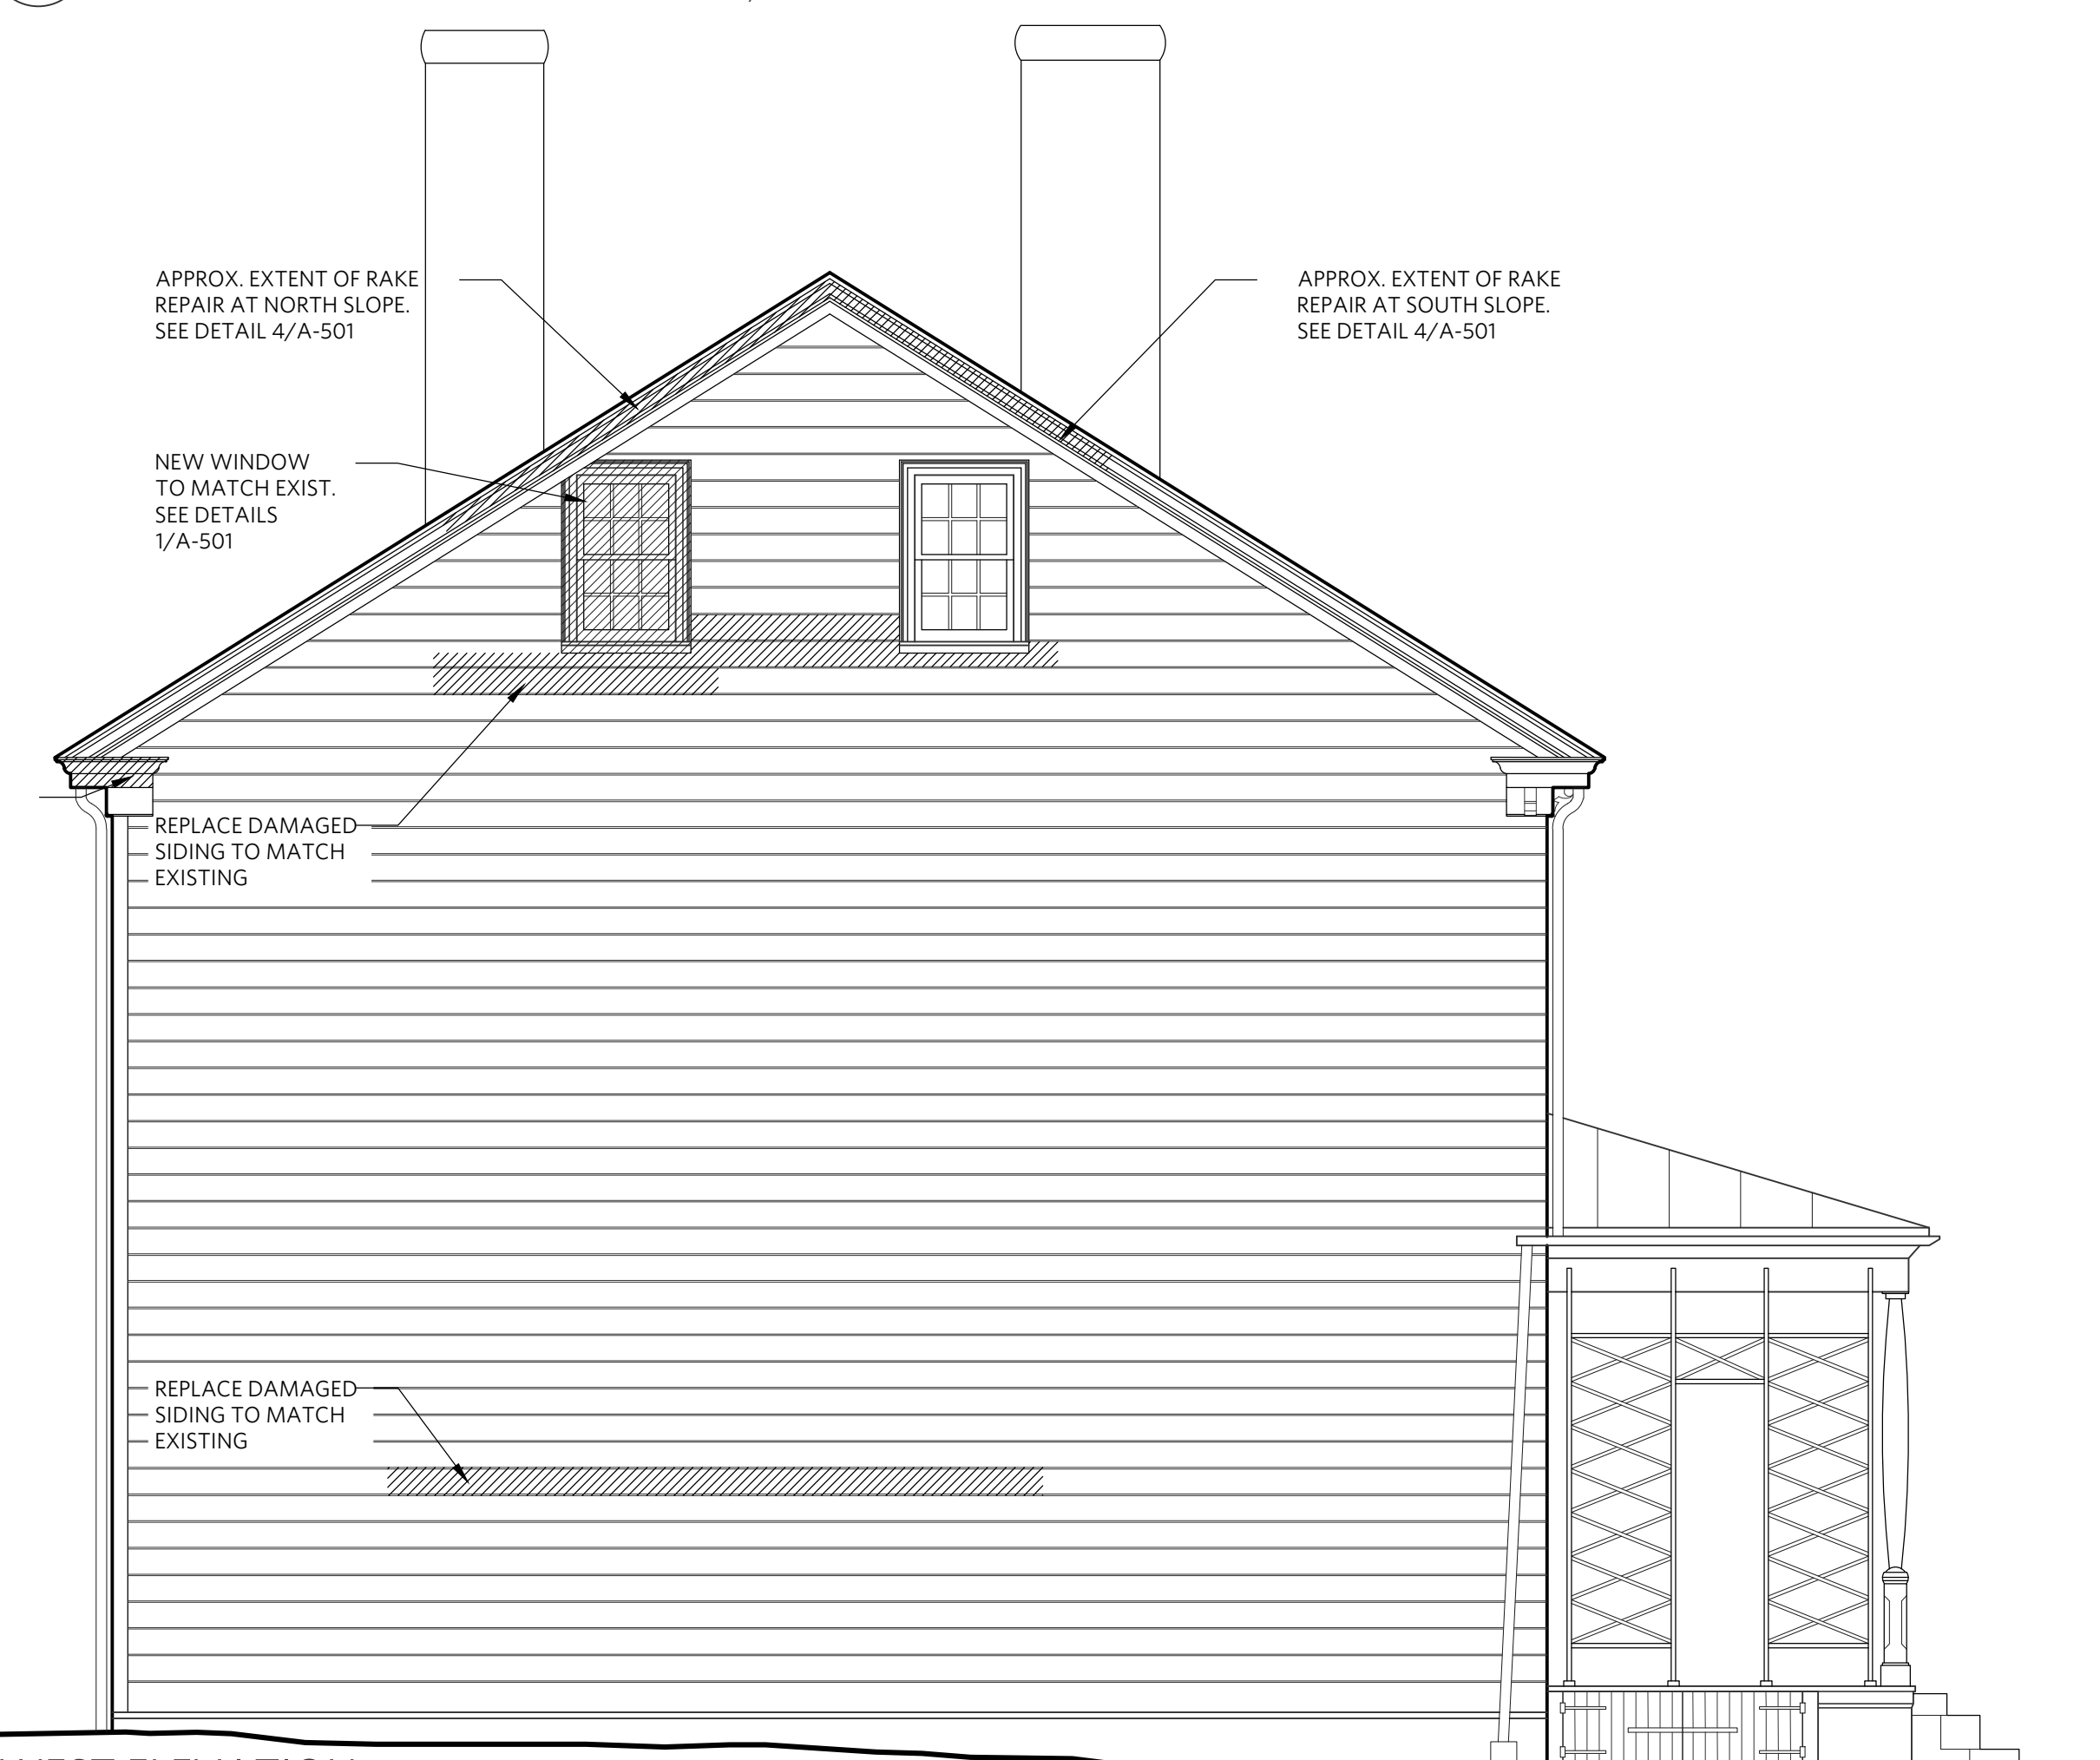 APPROX. EXTENT OF RAKE
REPAIR AT NORTH SLOPE.
SEE DETAIL 4/A-501
APPROX. EXTENT OF RAKE
REPAIR AT SOUTH SLOPE.
SEE DETAIL 4/A-501
NEW WINDOW
TO MATCH EXIST.
SEE DETAILS
1/A-501
REPLACE DAMAGED
SIDING TO MATCH
EXISTING
REPLACE DAMAGED
SIDING TO MATCH
EXISTING
WEST ELEVATION